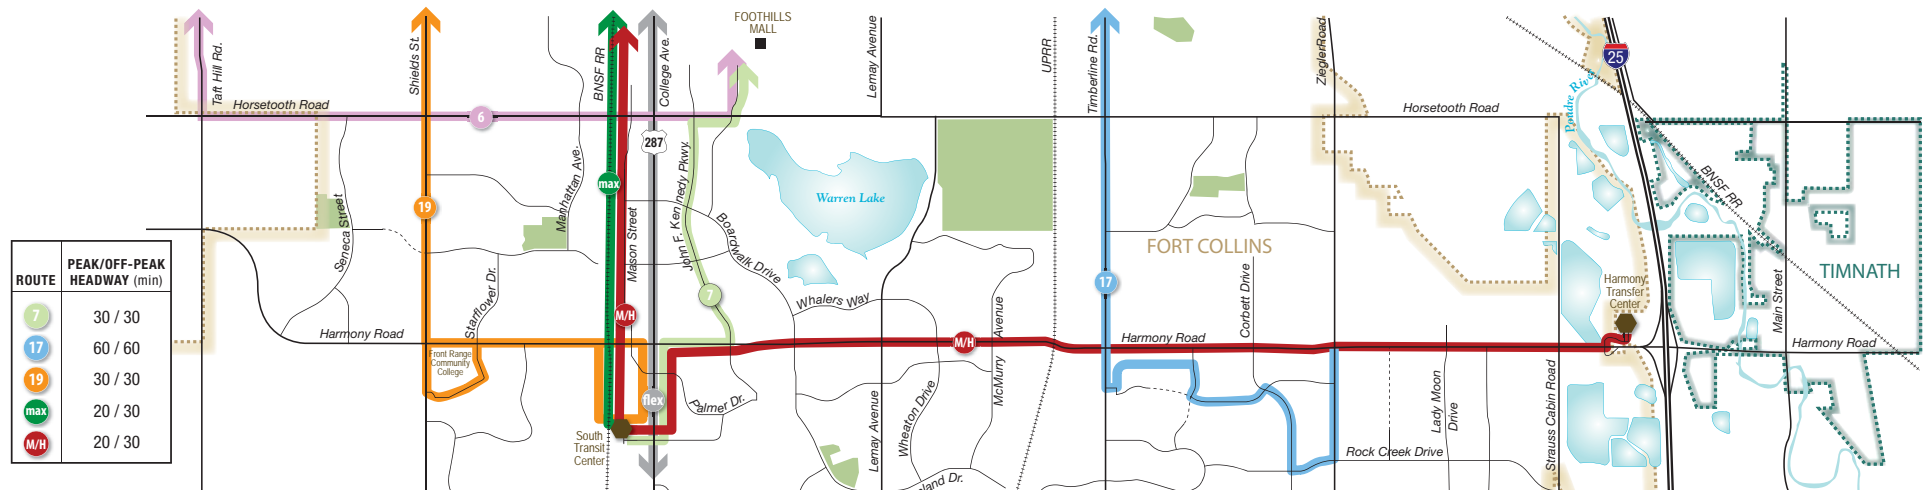 FOOTHILLS
MALL
Taft Hill Rd.
Shields St.
BNSF RR
College Ave.
Lemay Avenue
UPRR
Timberline Rd.
Ziegler Road
25
Poudre River
Horsetooth Road
6
Horsetooth Road
287
max
19
Manhattan Ave.
Seneca Street
Mason Street
John F. Kennedy Pkwy.
Boardwalk Drive
Warren Lake
FORT COLLINS
BNSF RR
TIMNATH
ROUTE
PEAK/OFF-PEAK
HEADWAY (min)
7
30 / 30
17
60 / 60
19
30 / 30
max
20 / 30
M/H
20 / 30
Starflower Dr.
M/H
7
Whalers Way
17
Corbett Drive
Harmony
Transfer
Center
Main Street
Harmony Road
M/H
McMurry Avenue
Harmony Road
Harmony Road
Front Range
Community
College
flex
Palmer Dr.
South
Transit
Center
Lemay Avenue
Wheaton Drive
land Dr.
Lady Moon
Drive
Rock Creek Drive
Strauss Cabin Road